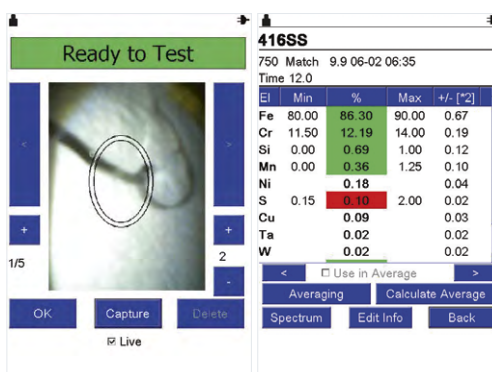 Ready to Test
<
>
+
+
1/5
2
-
OK Capture Delete
Live
416SS
750 Match 9.9 06-02 06:35
Time 12.0
El Min % Max +/- [*2]
Fe 80.00 86.30 90.00 0.67
Cr 11.50 12.19 14.00 0.19
Si 0.00 0.69 1.00 0.12
Mn 0.00 0.36 1.25 0.10
Ni 0.18 0.04
S 0.15 0.10 2.00 0.02
Cu 0.09 0.03
Ta 0.02 0.02
W 0.02 0.02
< Use in Average >
Averaging Calculate Average
Spectrum Edit Info Back